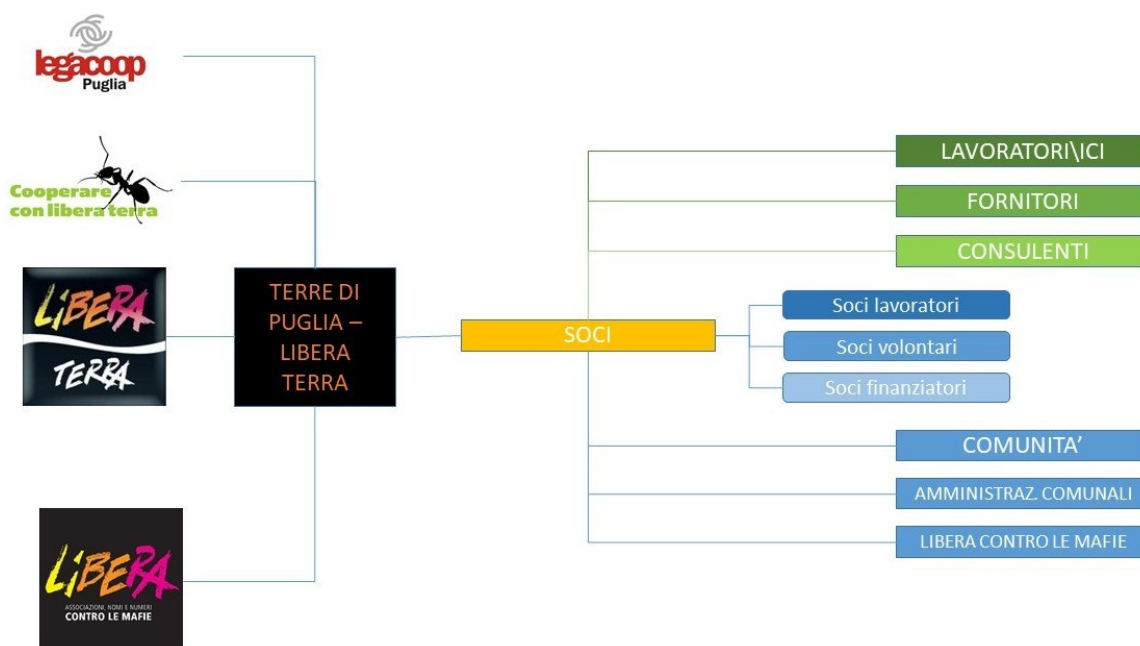 legacoop
Puglia
Cooperare
con libera terra
LiBERA
TERRA
LiBERA
ASSOCIAZIONI, NOMI E NUMERI
CONTRO LE MAFIE
TERRE DI
PUGLIA –
LIBERA
TERRA
SOCI
LAVORATORI\ICI
FORNITORI
CONSULENTI
Soci lavoratori
Soci volontari
Soci finanziatori
COMUNITA’
AMMINISTRAZ. COMUNALI
LIBERA CONTRO LE MAFIE